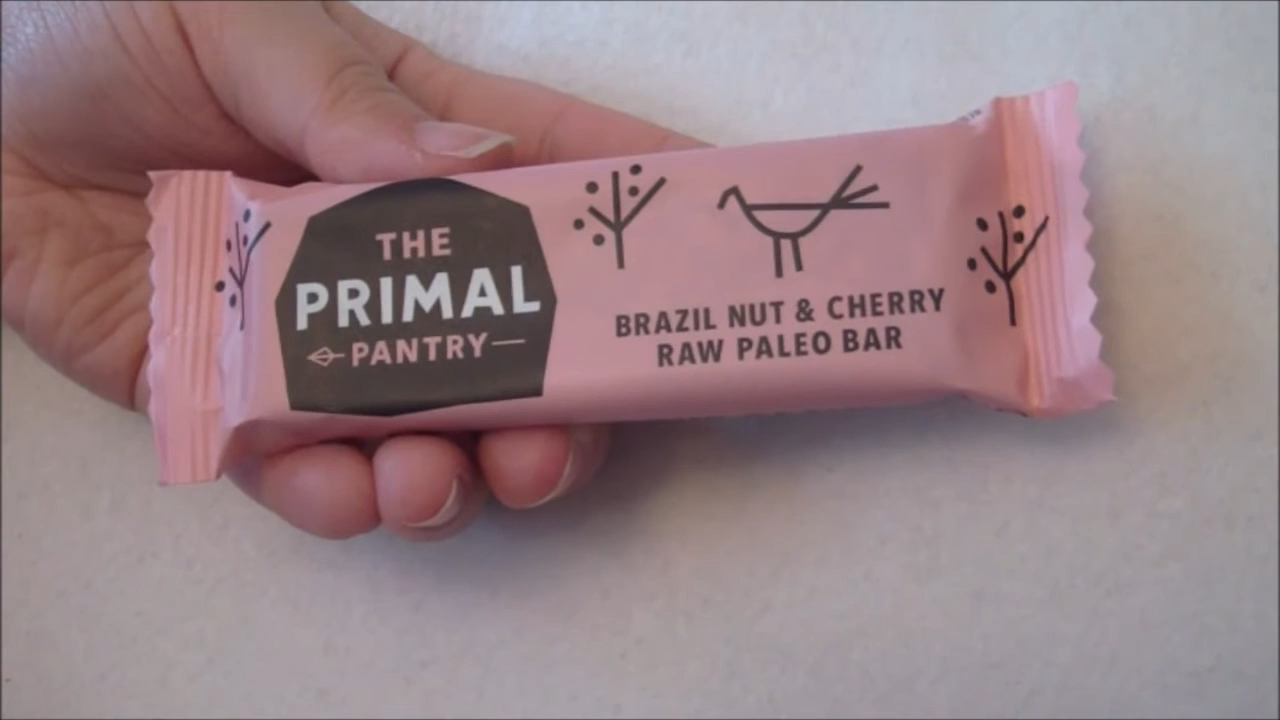 THE
PRIMAL
PANTRY
BRAZIL NUT & CHERRY
RAW PALEO BAR